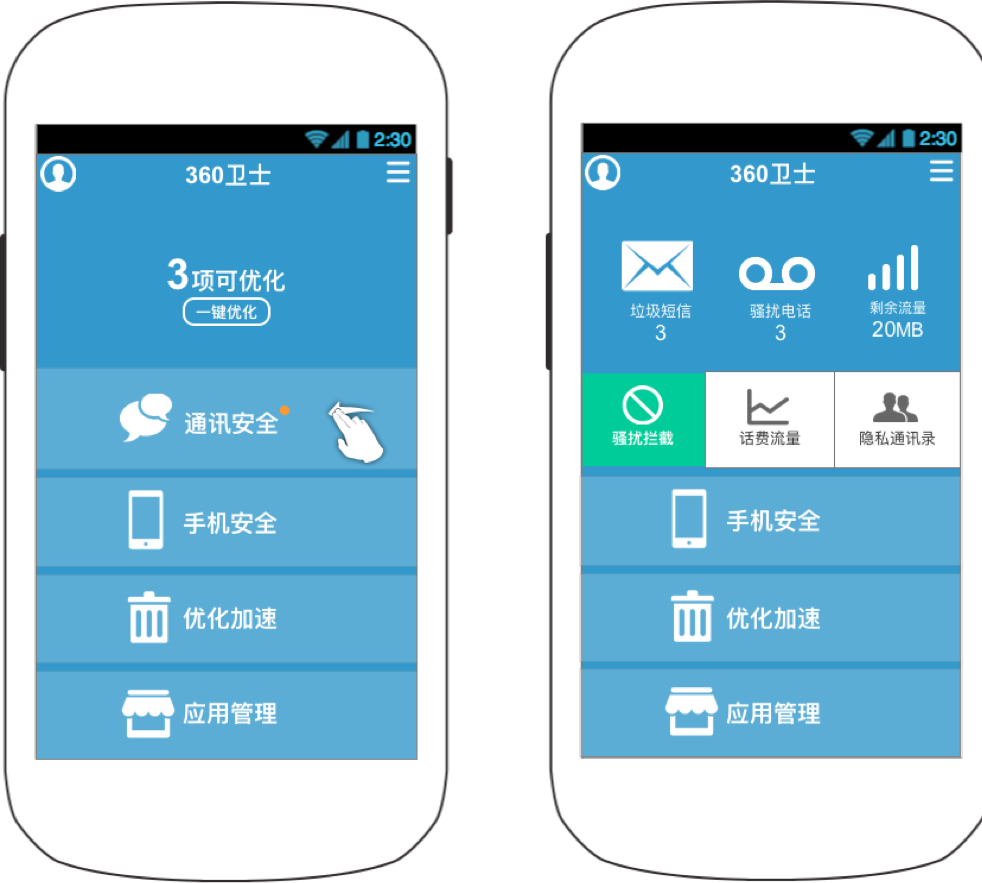 2:30
360卫士
3项可优化
一键优化
通讯安全
手机安全
优化加速
应用管理
2:30
360卫士
垃圾短信
3
骚扰电话
3
剩余流量
20MB
骚扰拦截
话费流量
隐私通讯录
手机安全
优化加速
应用管理